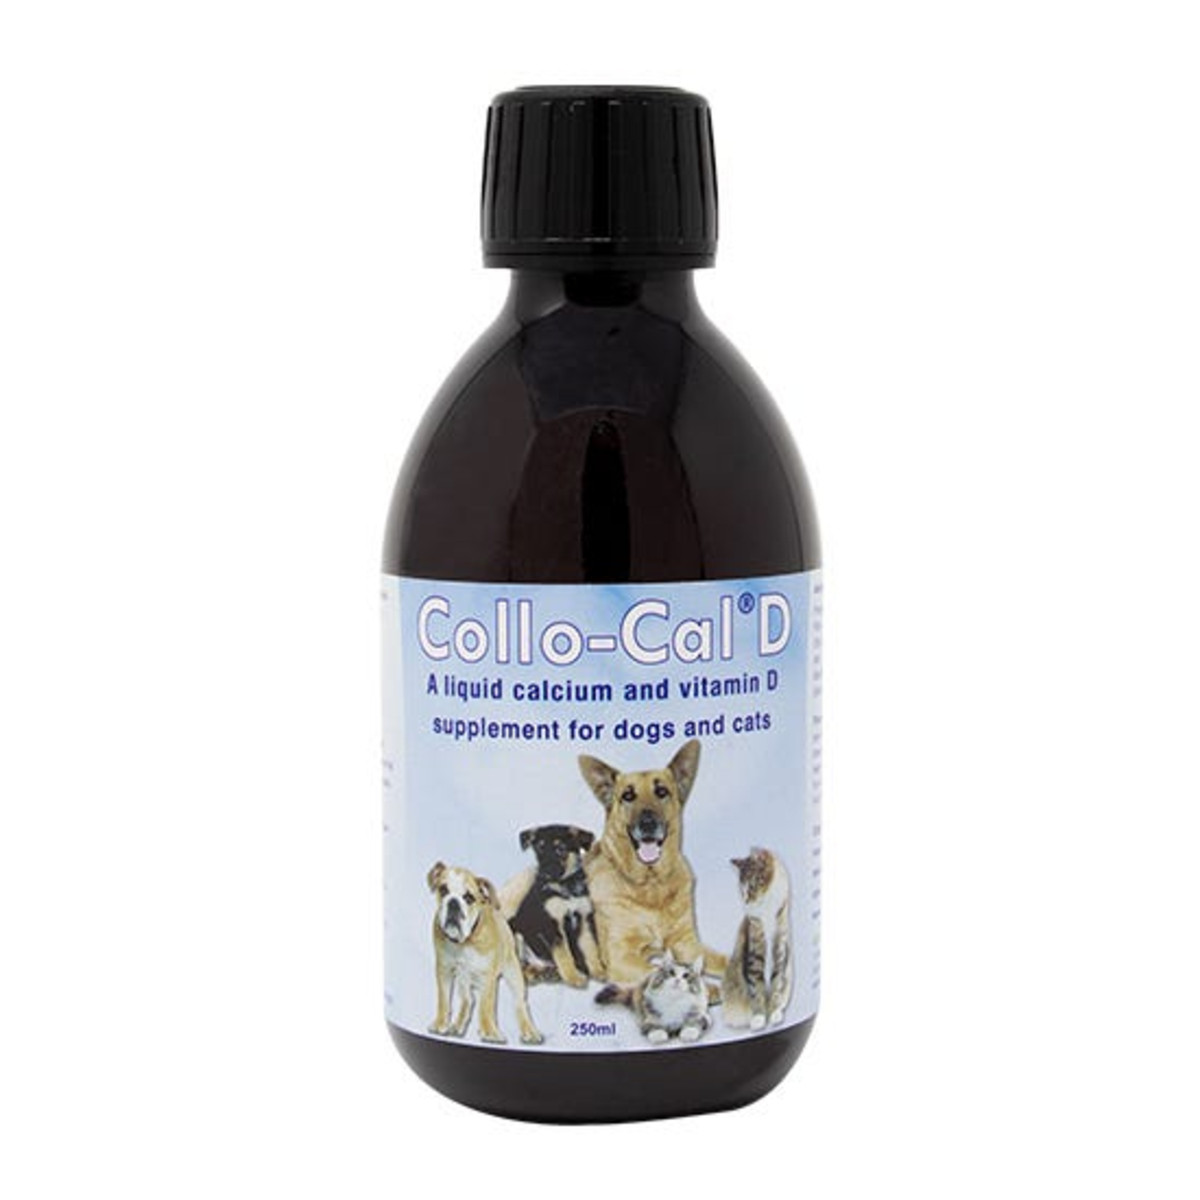 Collo-Cal® D
A liquid calcium and vitamin D
supplement for dogs and cats
250ml